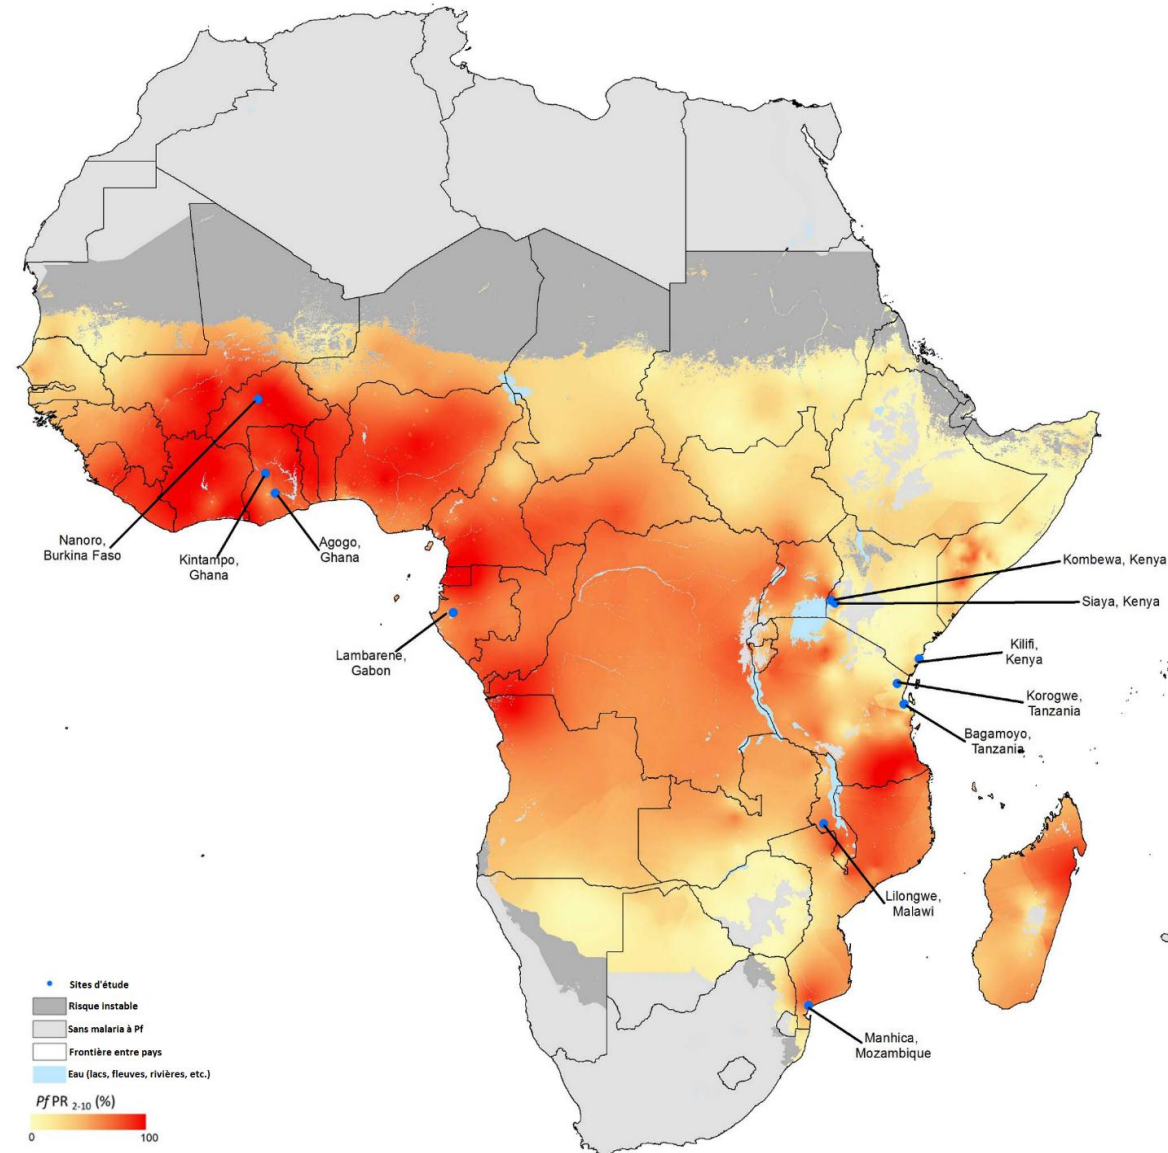 Nanoro,
Burkina Faso
Kintampo,
Ghana
Agogo,
Ghana
Lambarene,
Gabon
Kombewa, Kenya
Siaya, Kenya
Kilifi,
Kenya
Korogwe,
Tanzania
Bagamoyo,
Tanzania
Lilongwe,
Malawi
Manhica,
Mozambique
Sites d'étude
Risque instable
Sans malaria à Pf
Frontière entre pays
Eau (lacs, fleuves, rivières, etc.)
Pf PR 2-10 (%)
0 100